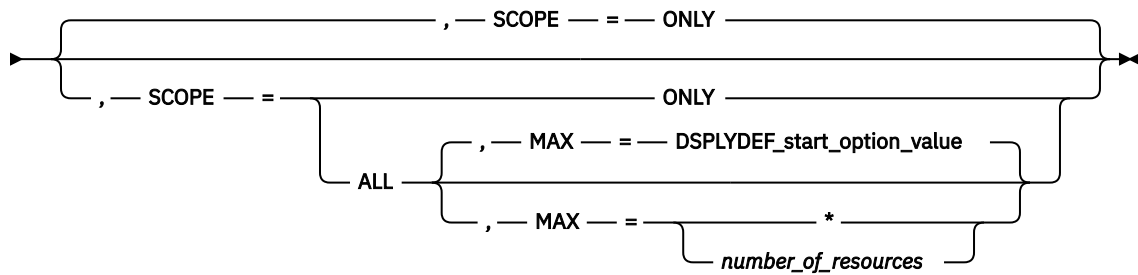 , SCOPE = ONLY
, SCOPE = ONLY
, MAX = DSPLYDEF_start_option_value
ALL
, MAX = *
number_of_resources